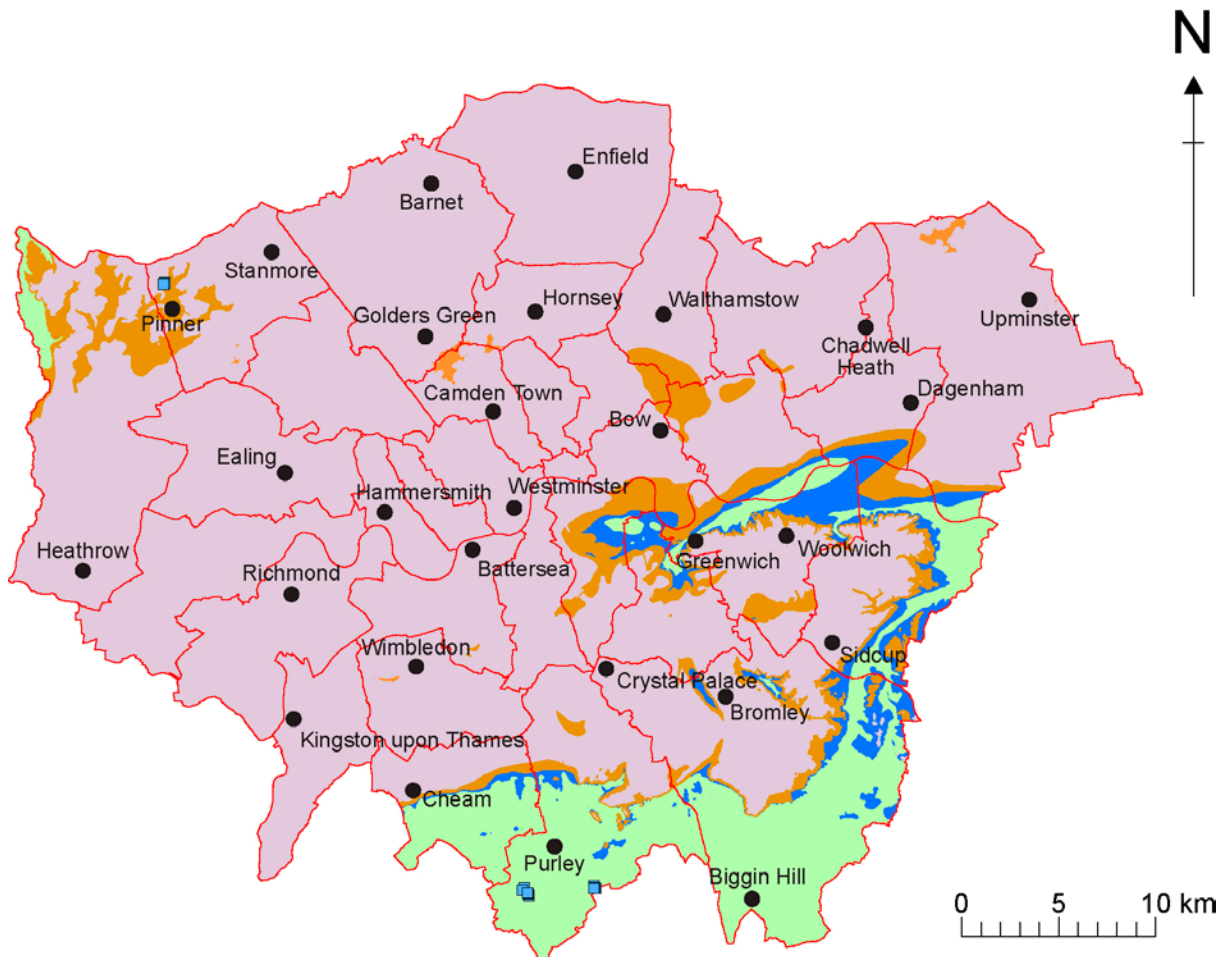 N
Enfield
Barnet
Stanmore
Hornsey
Walthamstow
Golders Green
Pinner
Upminster
Chadwell
Heath
Camden Town
Dagenham
Bow
Ealing
Hammersmith
Westminster
Heathrow
Greenwich
Woolwich
Battersea
Richmond
Wimbledon
Sidcup
Crystal Palace
Bromley
Kingston upon Thames
Cheam
Purley
Biggin Hill
0 5 10 km